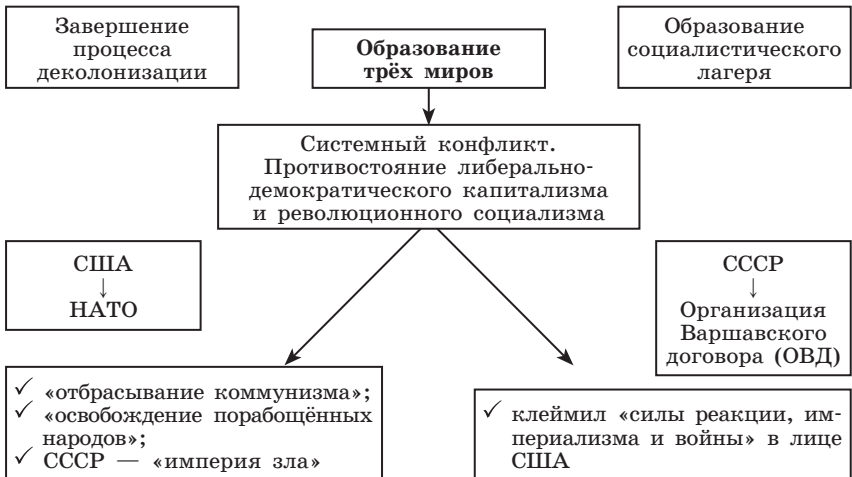 Завершение
процесса
деколонизации
Образование
трёх миров
Образование
социалистического
лагеря
Системный конфликт.
Противостояние либерально-
демократического капитализма
и революционного социализма
США
↓
НАТО
СССР
↓
Организация
Варшавского
договора (ОВД)
✓ «отбрасывание коммунизма»;
✓ «освобождение порабощённых
народов»;
✓ СССР — «империя зла»
✓ клеймил «силы реакции, им-
периализма и войны» в лице
США